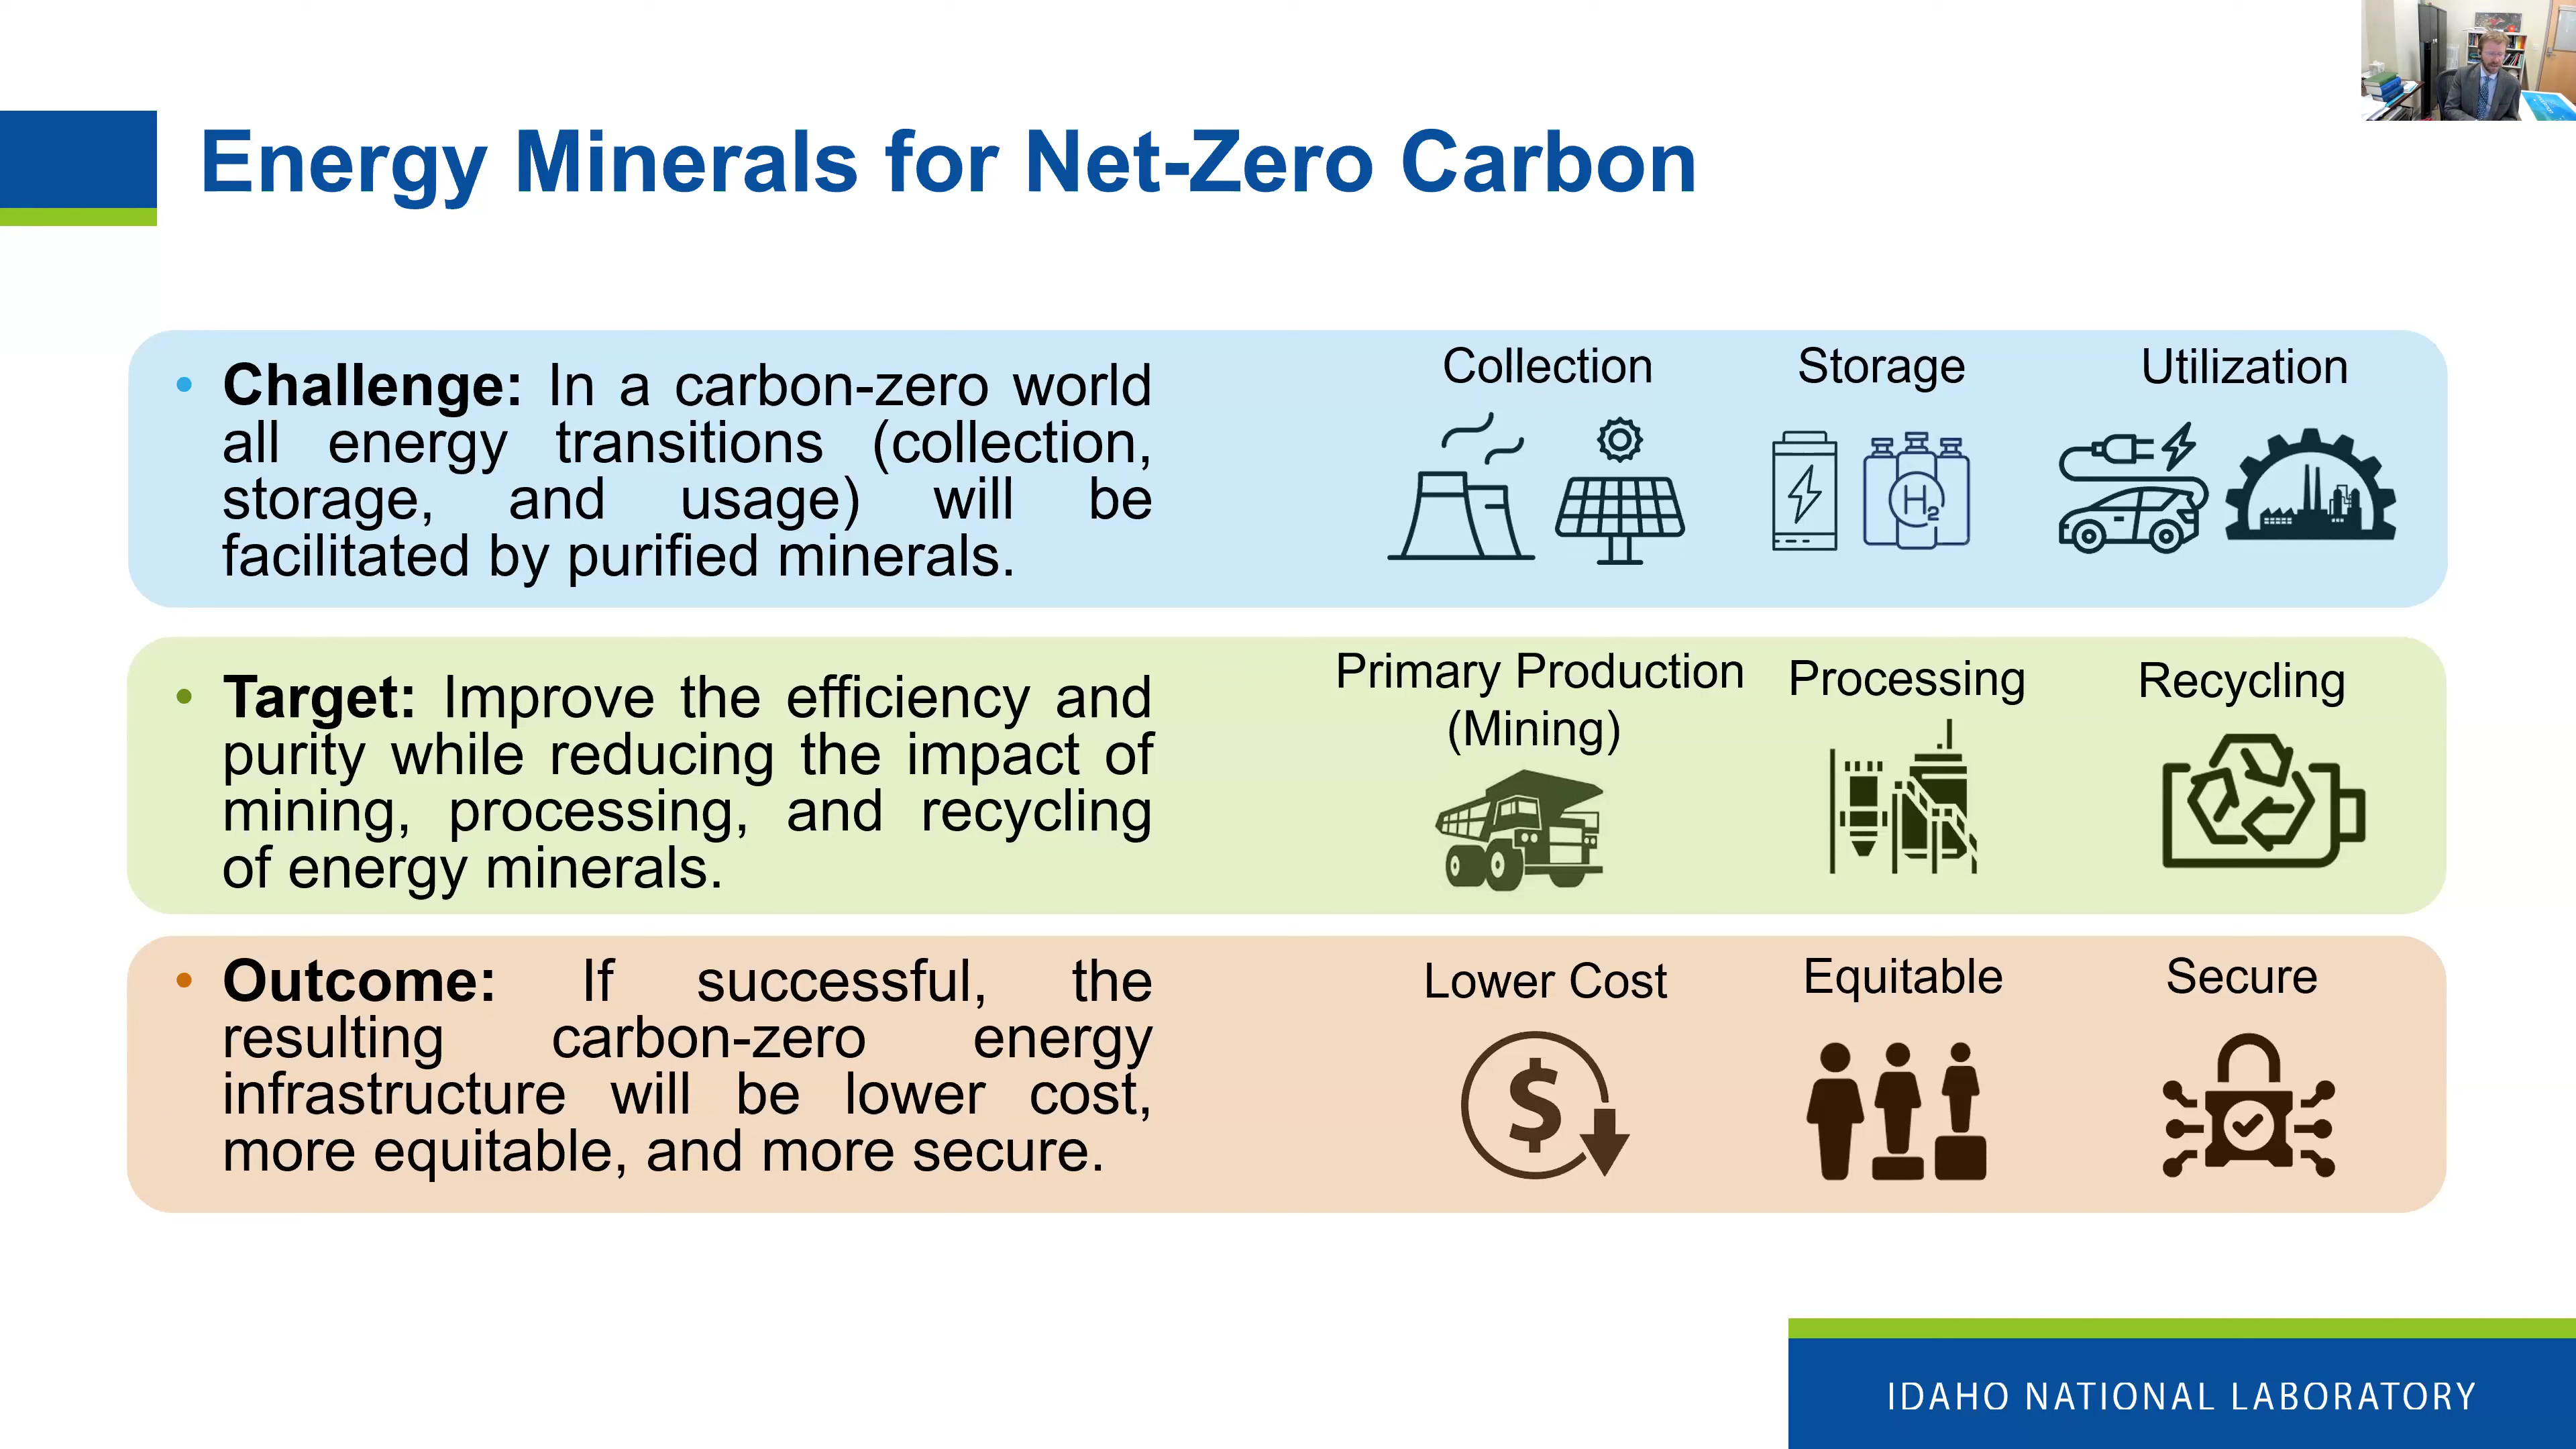 Energy Minerals for Net-Zero Carbon
• Challenge: In a carbon-zero world
all energy transitions (collection,
storage, and usage) will be
facilitated by purified minerals.
Collection
Storage
Utilization
H2
• Target: Improve the efficiency and
purity while reducing the impact of
mining, processing, and recycling
of energy minerals.
Primary Production
(Mining)
Processing
Recycling
• Outcome: If successful, the
resulting carbon-zero energy
infrastructure will be lower cost,
more equitable, and more secure.
Lower Cost
Equitable
Secure
$
IDAHO NATIONAL LABORATORY